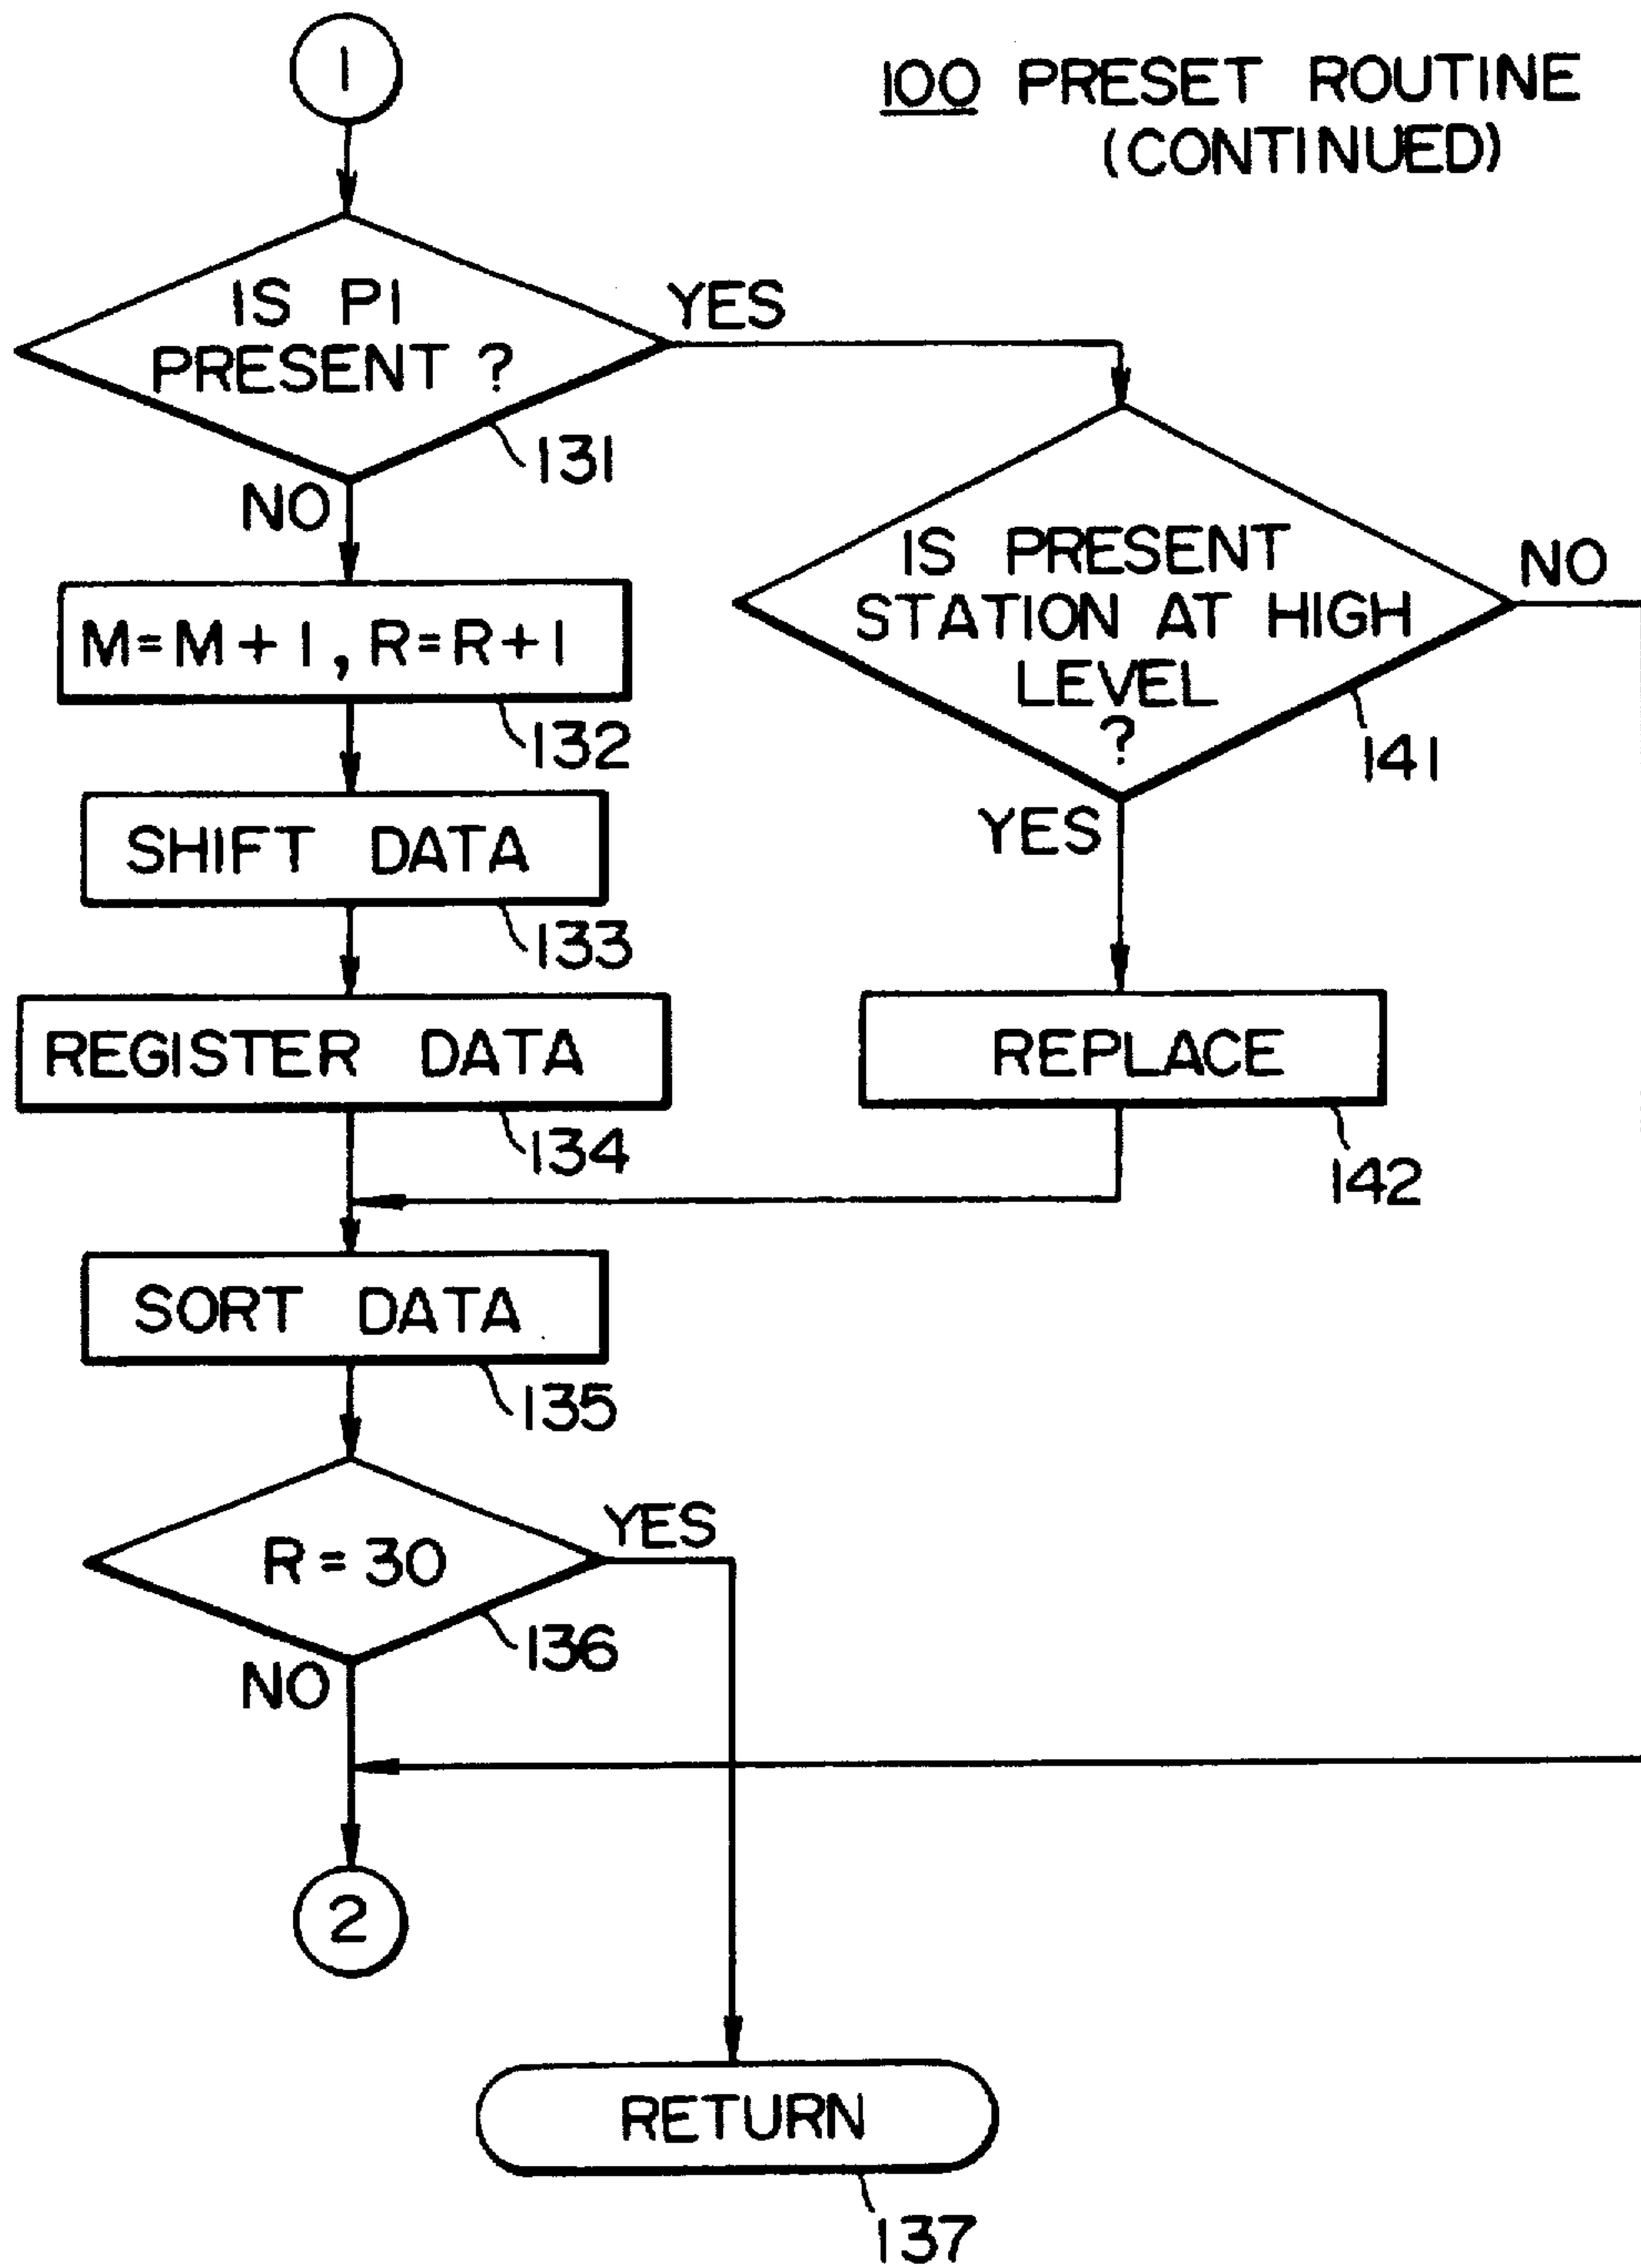 1
100 PRESET ROUTINE
(CONTINUED)
IS PI
PRESENT ?
YES
131
NO
IS PRESENT
STATION AT HIGH
LEVEL
?
NO
141
YES
M=M+1, R=R+1
132
SHIFT DATA
133
REGISTER DATA
134
REPLACE
142
SORT DATA
135
R=30
YES
136
NO
2
RETURN
137